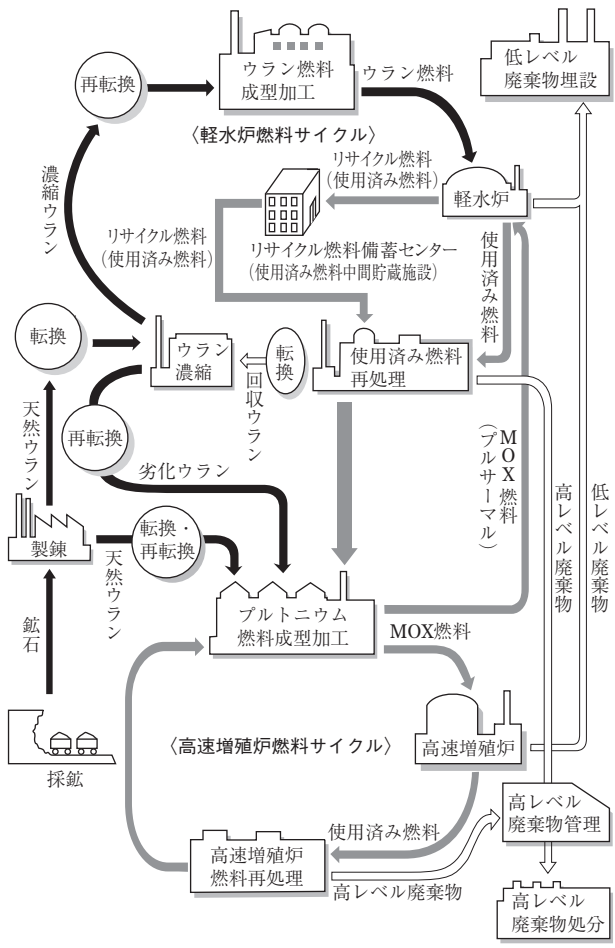 再転換
ウラン燃料
成型加工
ウラン燃料
低レベル
廃棄物埋設
〈軽水炉燃料サイクル〉
リサイクル燃料
(使用済み燃料)
軽水炉
濃縮ウラン
リサイクル燃料
(使用済み燃料)
リサイクル燃料備蓄センター
(使用済み燃料中間貯蔵施設)
使用済み燃料
転換
ウラン
濃縮
転換
回収ウラン
使用済み燃料
再処理
天然ウラン
再転換
劣化ウラン
MOX燃料
(プルサーマル)
高レベル廃棄物
低レベル廃棄物
製錬
転換・
再転換
天然ウラン
鉱石
プルトニウム
燃料成型加工
MOX燃料
採鉱
〈高速増殖炉燃料サイクル〉
高速増殖炉
使用済み燃料
高レベル
廃棄物管理
高速増殖炉
燃料再処理
高レベル廃棄物
高レベル
廃棄物処分